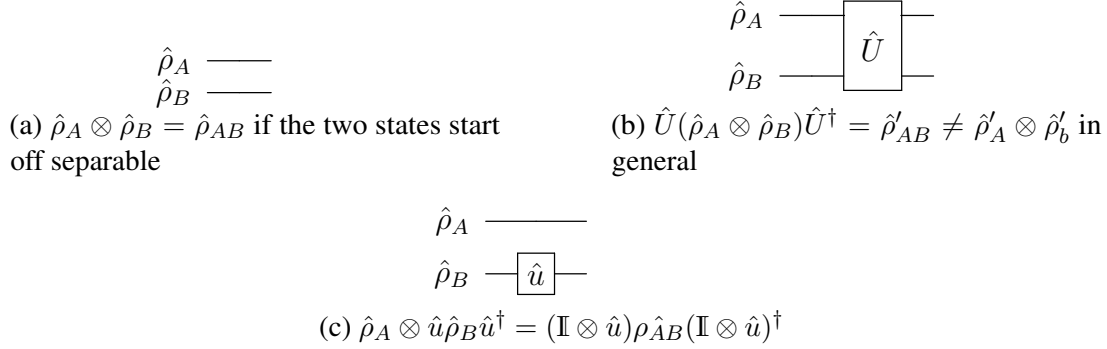 ρ̂_A
ρ̂_B
(a) ρ̂_A ⊗ ρ̂_B = ρ̂_AB if the two states start
off separable
ρ̂_A
ρ̂_B
Û
(b) Û(ρ̂_A ⊗ ρ̂_B)Û† = ρ̂′_AB ≠ ρ̂′_A ⊗ ρ̂′_b in
general
ρ̂_A
ρ̂_B
û
(c) ρ̂_A ⊗ ûρ̂_Bû† = (𝕀 ⊗ û)ρ̂_AB(𝕀 ⊗ û)†